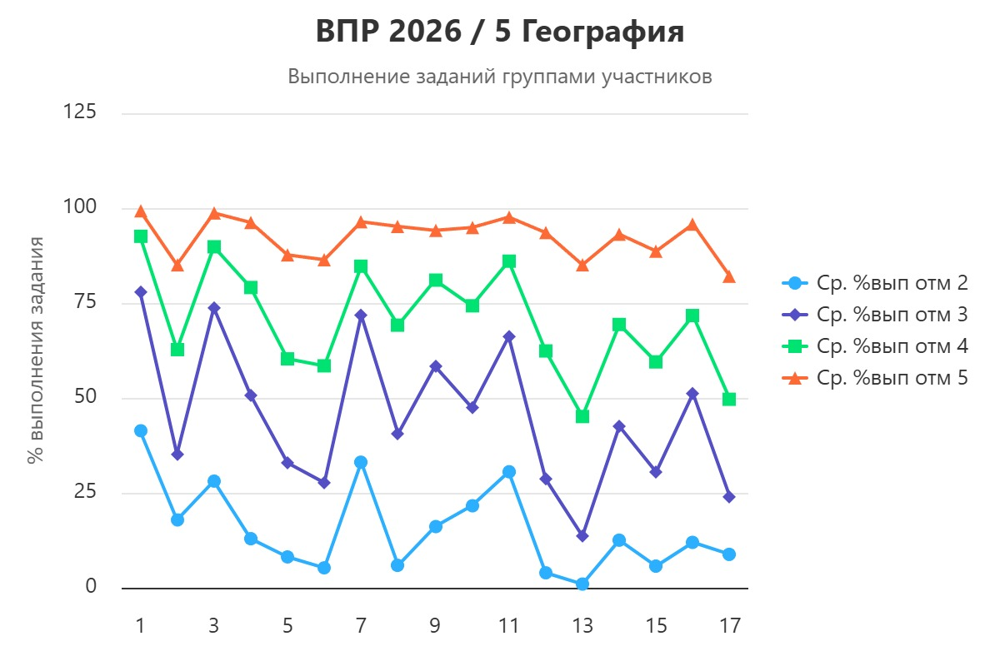 ВПР 2026 / 5 География
Выполнение заданий группами участников
% выполнения задания
125
100
75
50
25
0
1 3 5 7 9 11 13 15 17
Ср. %вып отм 2
Ср. %вып отм 3
Ср. %вып отм 4
Ср. %вып отм 5